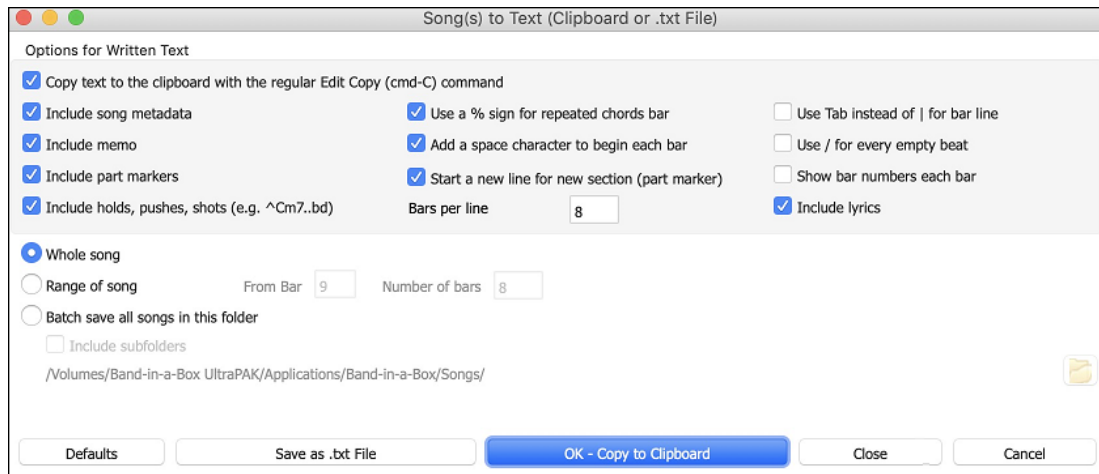 Song(s) to Text (Clipboard or .txt File)
Options for Written Text
Copy text to the clipboard with the regular Edit Copy (cmd-C) command
Include song metadata Use a % sign for repeated chords bar Use Tab instead of | for bar line
Include memo Add a space character to begin each bar Use / for every empty beat
Include part markers Start a new line for new section (part marker) Show bar numbers each bar
Include holds, pushes, shots (e.g. ^Cm7..bd) Bars per line 8 Include lyrics
Whole song
Range of song From Bar 9 Number of bars 8
Batch save all songs in this folder
Include subfolders
/Volumes/Band-in-a-Box UltraPAK/Applications/Band-in-a-Box/Songs/
Defaults Save as .txt File OK - Copy to Clipboard Close Cancel